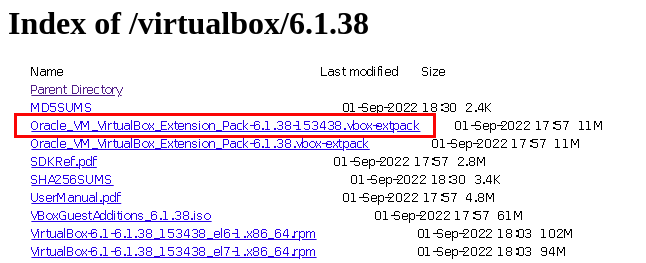 Index of /virtualbox/6.1.38
Name Last modified Size
Parent Directory
MD5SUMS 01-Sep-2022 18:30 2.4K
Oracle_VM_VirtualBox_Extension_Pack-6.1.38-153438.vbox-extpack 01-Sep-2022 17:57 11M
Oracle_VM_VirtualBox_Extension_Pack-6.1.38.vbox-extpack 01-Sep-2022 17:57 11M
SDKRef.pdf 01-Sep-2022 17:57 2.8M
SHA256SUMS 01-Sep-2022 18:30 3.4K
UserManual.pdf 01-Sep-2022 17:57 4.8M
VBoxGuestAdditions_6.1.38.iso 01-Sep-2022 17:57 61M
VirtualBox-6.1-6.1.38_153438_el6-1.x86_64.rpm 01-Sep-2022 18:03 102M
VirtualBox-6.1-6.1.38_153438_el7-1.x86_64.rpm 01-Sep-2022 18:03 94M